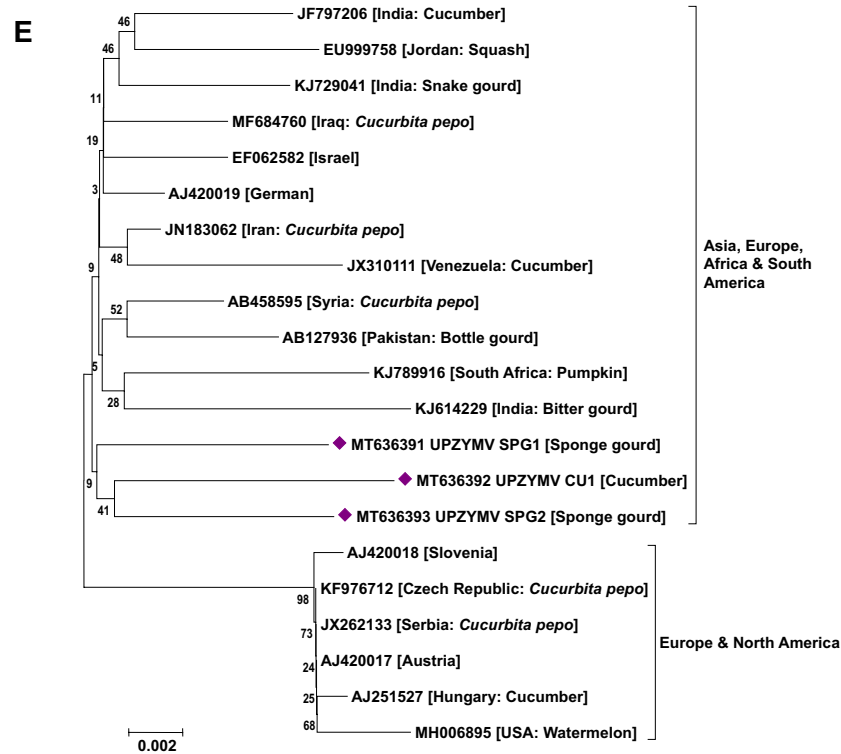 E
JF797206 [India: Cucumber]
46
EU999758 [Jordan: Squash]
46
KJ729041 [India: Snake gourd]
11
MF684760 [Iraq: Cucurbita pepo]
19
EF062582 [Israel]
3
AJ420019 [German]
JN183062 [Iran: Cucurbita pepo]
48
JX310111 [Venezuela: Cucumber]
9
AB458595 [Syria: Cucurbita pepo]
52
AB127936 [Pakistan: Bottle gourd]
5
KJ789916 [South Africa: Pumpkin]
28
KJ614229 [India: Bitter gourd]
MT636391 UPZYMV SPG1 [Sponge gourd]
9
MT636392 UPZYMV CU1 [Cucumber]
41
MT636393 UPZYMV SPG2 [Sponge gourd]
Asia, Europe,
Africa & South
America
AJ420018 [Slovenia]
98
KF976712 [Czech Republic: Cucurbita pepo]
73
JX262133 [Serbia: Cucurbita pepo]
24
AJ420017 [Austria]
25
AJ251527 [Hungary: Cucumber]
68
MH006895 [USA: Watermelon]
Europe & North America
0.002